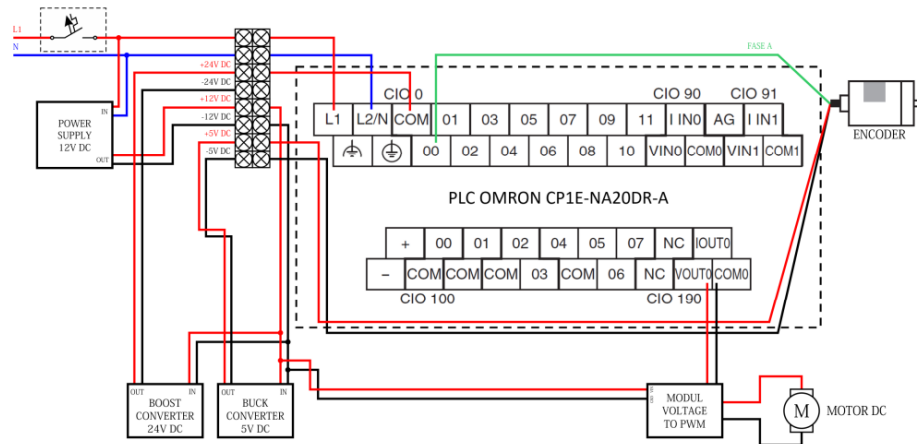 L1
N
FASE A
+24V DC
-24V DC
+12V DC
-12V DC
+5V DC
-5V DC
POWER
SUPPLY
12V DC
IN
OUT
CIO 0
CIO 90
CIO 91
L1 L2/N COM 01 03 05 07 09 11 I IN0 AG I IN1
00 02 04 06 08 10 VIN0 COM0 VIN1 COM1
ENCODER
PLC OMRON CP1E-NA20DR-A
+ 00 01 02 04 05 07 NC IOUT0
- COM COM COM 03 COM 06 NC VOUT0 COM0
CIO 100
CIO 190
OUT IN
BOOST
CONVERTER
24V DC
OUT IN
BUCK
CONVERTER
5V DC
MODUL
VOLTAGE
TO PWM
M
MOTOR DC